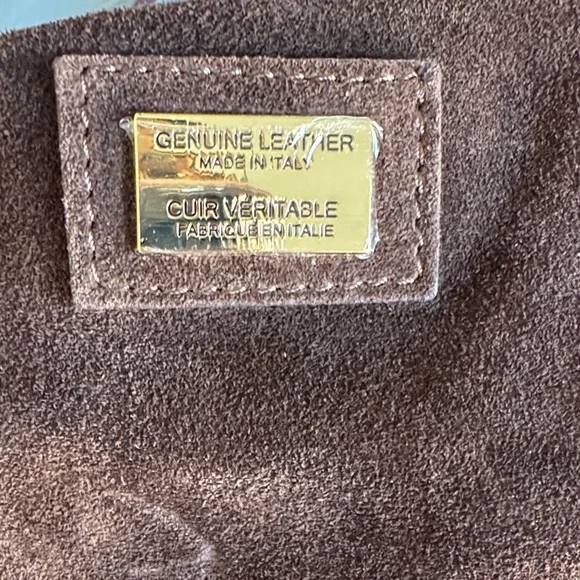 GENUINE LEATHER
MADE IN ITALY
CUIR VÉRITABLE
FABRIQUÉ EN ITALIE